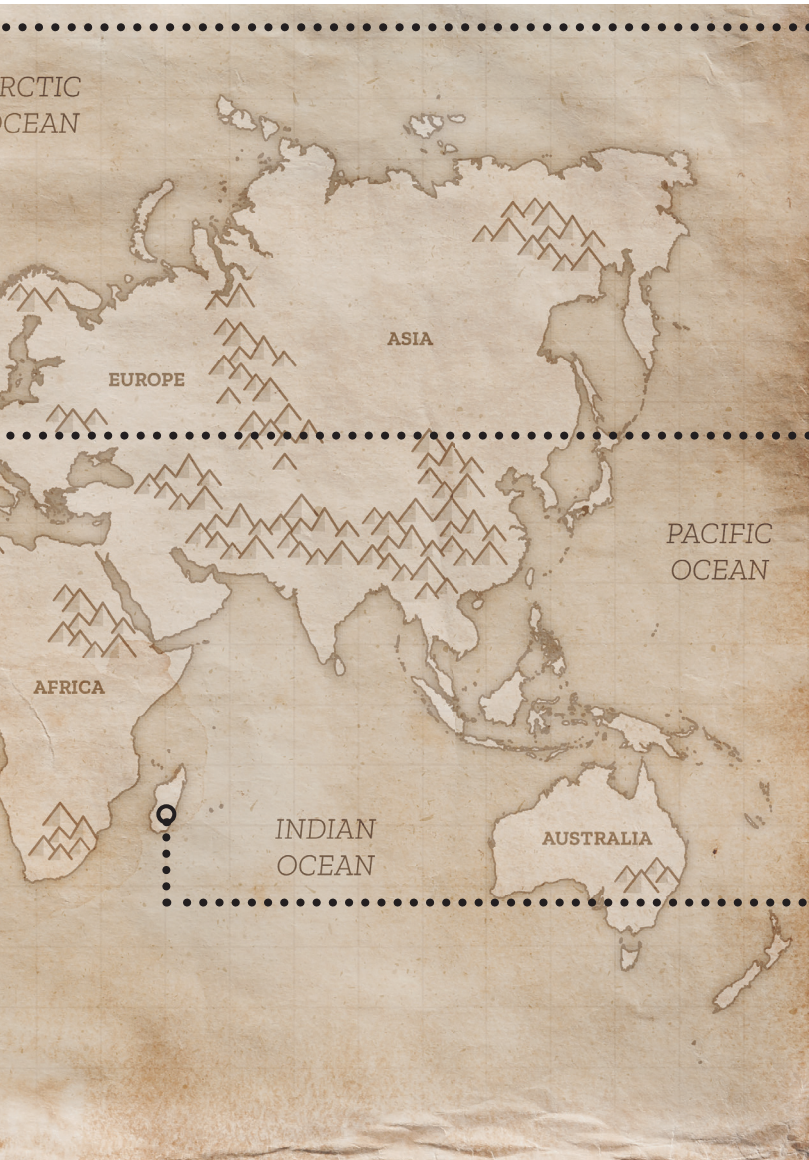 RCTIC
OCEAN
ASIA
EUROPE
PACIFIC
OCEAN
AFRICA
INDIAN
OCEAN
AUSTRALIA